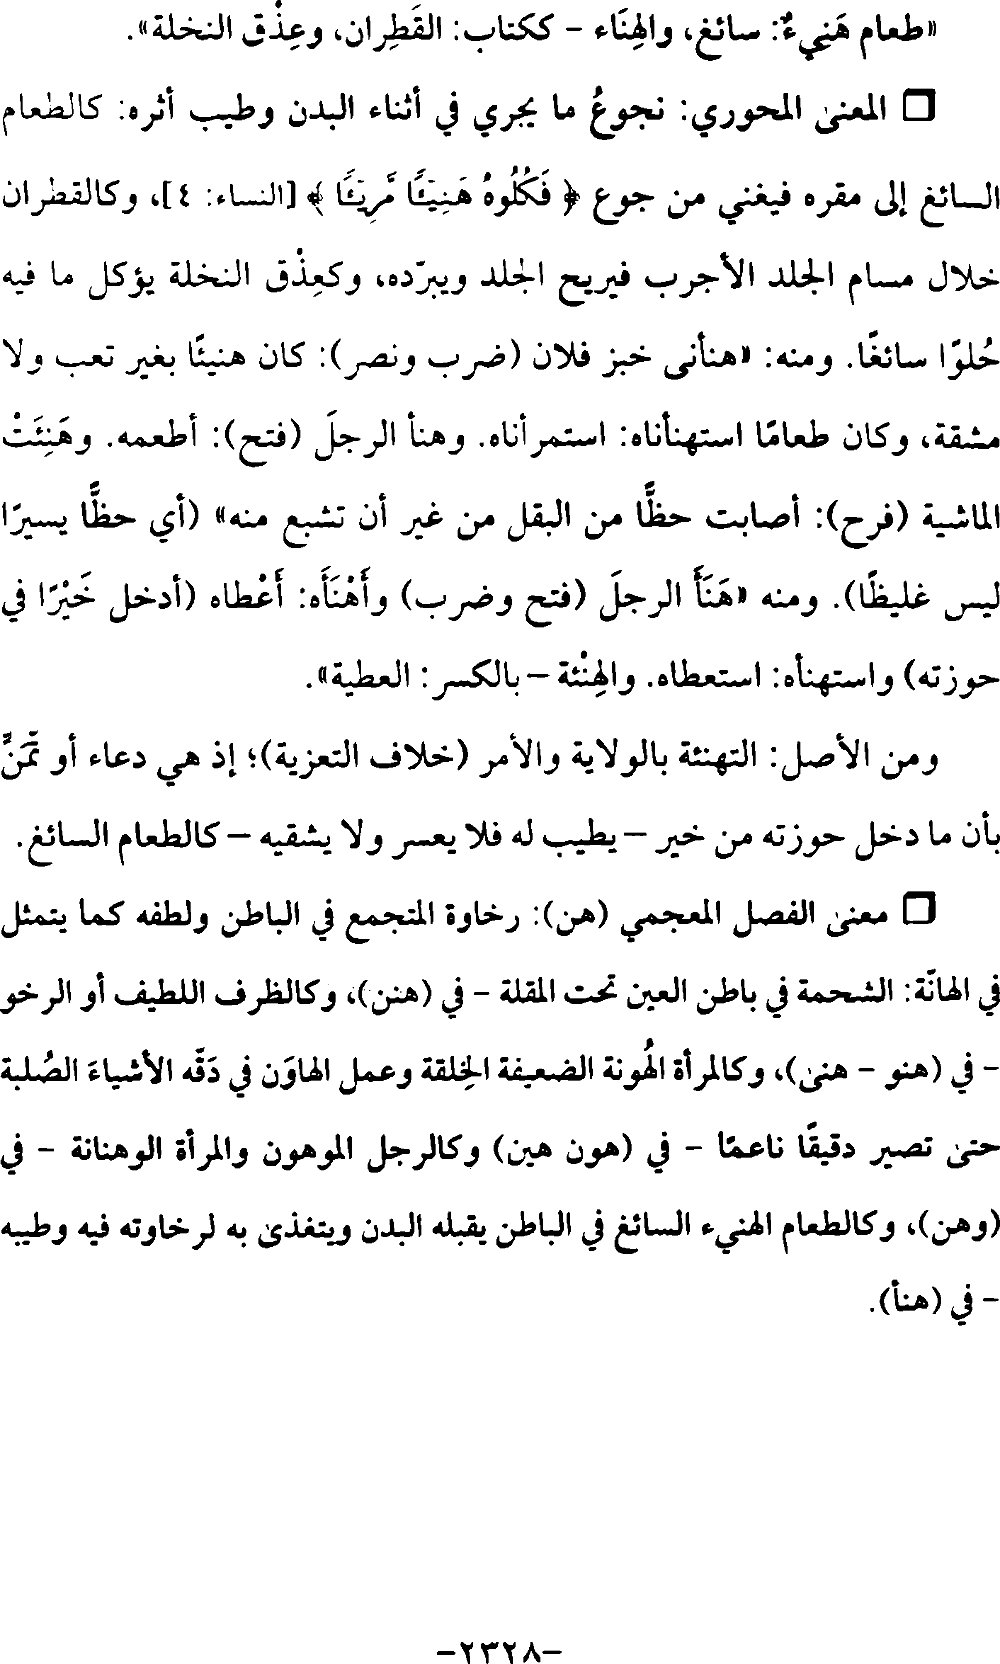 «طعام هَنِيءٌ: سائغ، والهِنَاء - ككتاب: القَطِران، وعِذْق النخلة».
□ المعنى المحوري: نجوعُ ما يجري في أثناء البدن وطيب أثره: كالطعام
السائغ إلى مقره فيغني من جوع ﴿ فَكُلُوهُ هَنِيـًٔا مَّرِيـًٔا ﴾ [النساء: ٤]، وكالقطران
خلال مسام الجلد الأجرب فيريح الجلد ويبرّده، وكعِذْق النخلة يؤكل ما فيه
حُلوًا سائغًا. ومنه: «هنأنى خبز فلان (ضرب ونصر): كان هنيئًا بغير تعب ولا
مشقة، وكان طعامًا استهنأناه: استمرأناه. وهنأ الرجلَ (فتح): أطعمه. وهَنِئَتْ
الماشية (فرح): أصابت حظًّا من البقل من غير أن تشبع منه» (أي حظًّا يسيرًا
ليس غليظًا). ومنه «هَنَأَ الرجلَ (فتح وضرب) وأَهْنَأَه: أَعْطاه (أدخل خَيْرًا في
حوزته) واستهنأه: استعطاه. والهِنْئة – بالكسر: العطية».
ومن الأصل: التهنئة بالولاية والأمر (خلاف التعزية)؛ إذ هي دعاء أو تمَنٍّ
بأن ما دخل حوزته من خير – يطيب له فلا يعسر ولا يشقيه – كالطعام السائغ.
□ معنى الفصل المعجمي (هن): رخاوة المتجمع في الباطن ولطفه كما يتمثل
في الهانّة: الشحمة في باطن العين تحت المقلة - في (هنن)، وكالظرف اللطيف أو الرخو
- في (هنو - هنى)، وكالمرأة الهُونة الضعيفة الخِلقة وعمل الهاوَن في دَقّه الأشياءَ الصُلبة
حتى تصير دقيقًا ناعمًا - في (هون هين) وكالرجل الموهون والمرأة الوهنانة - في
(وهن)، وكالطعام الهنيء السائغ في الباطن يقبله البدن ويتغذى به لرخاوته فيه وطيبه
- في (هنأ).
-٢٣٢٨-